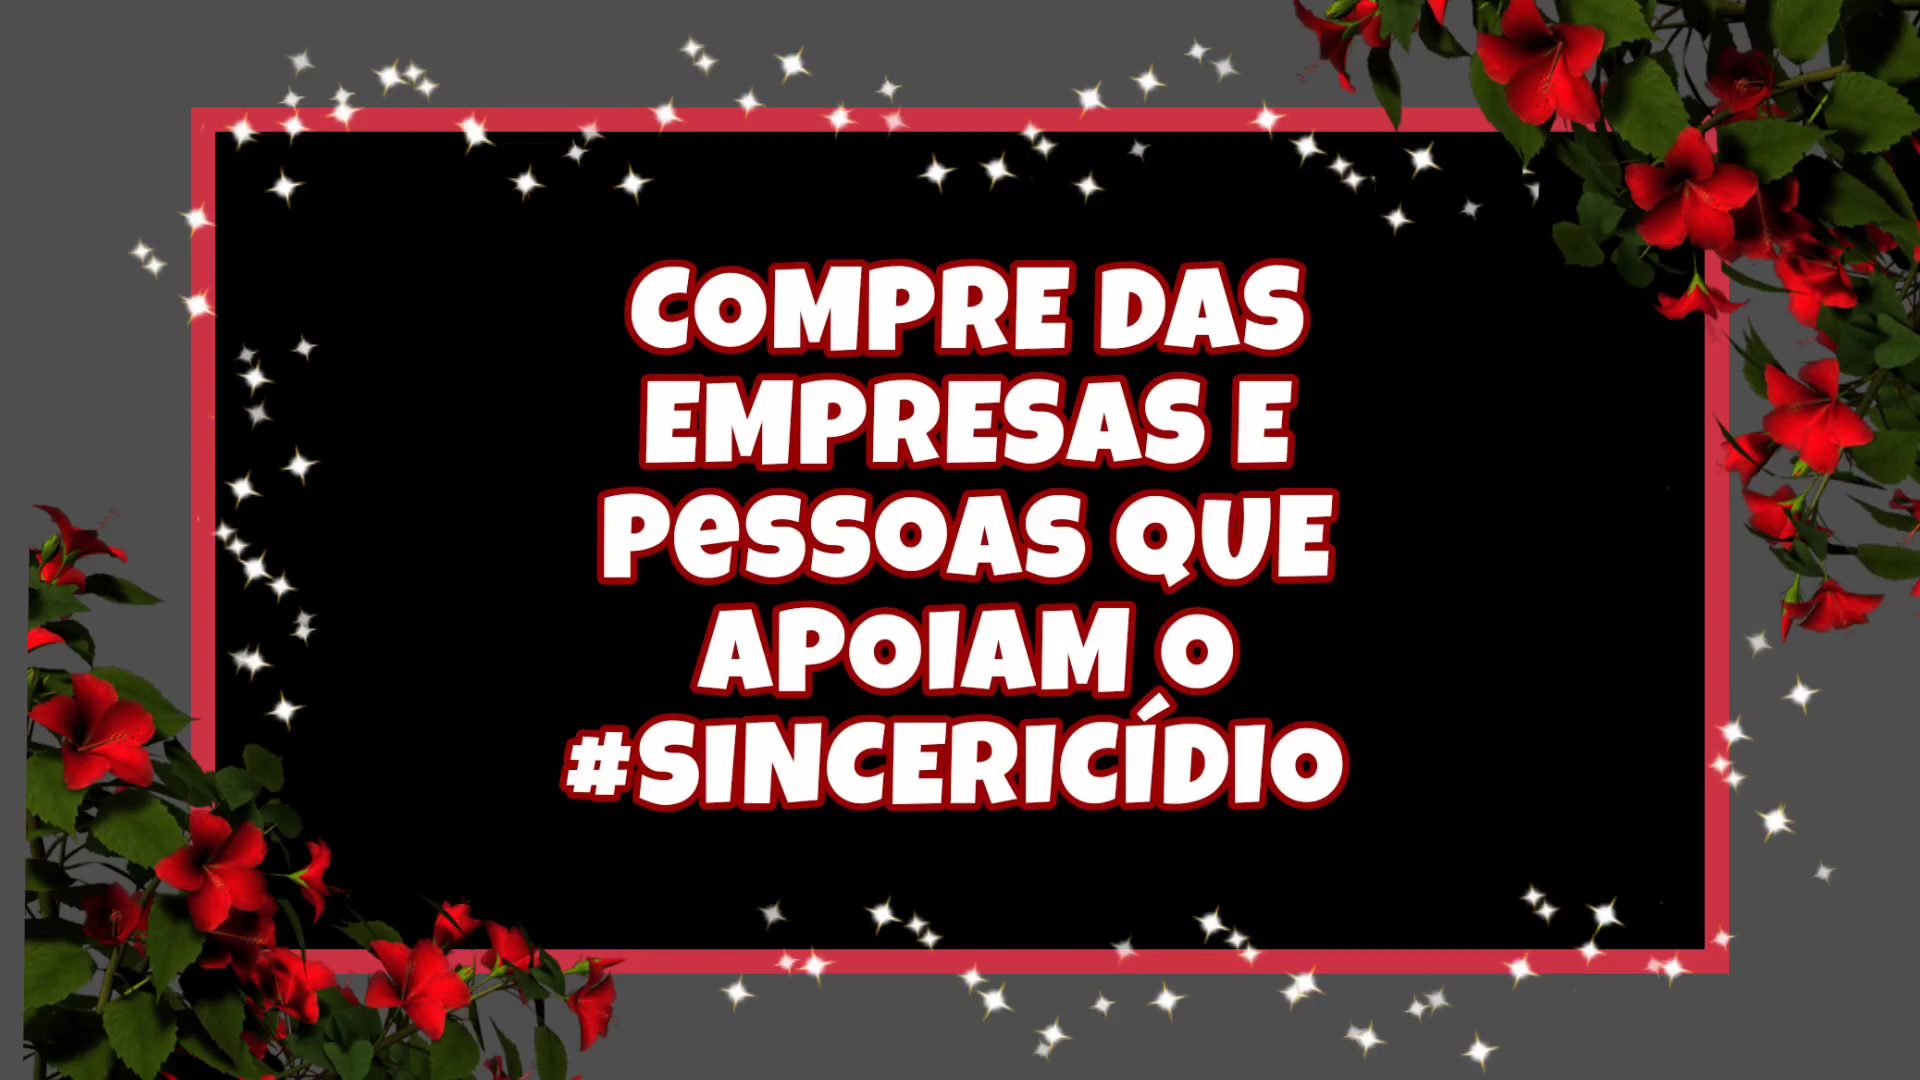 COMPRE DAS
EMPRESAS E
PESSOAS QUE
APOIAM O
#SINCERICÍDIO